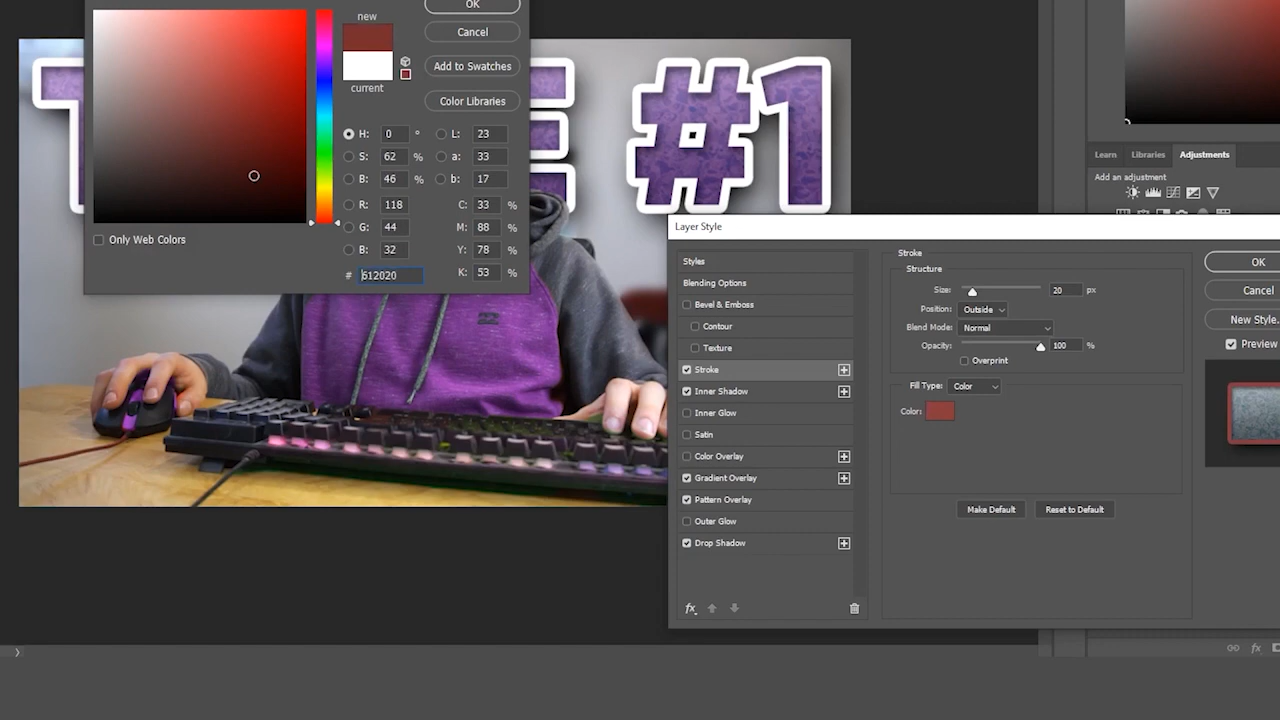 new
current
OK
Cancel
Add to Swatches
Color Libraries
H: 0 °
S: 62 %
B: 46 %
R: 118
G: 44
B: 32
# 612020
L: 23
a: 33
b: 17
C: 33 %
M: 88 %
Y: 78 %
K: 53 %
Only Web Colors
#1
Learn Libraries Adjustments
Add an adjustment
Layer Style
Styles
Blending Options
Bevel & Emboss
Contour
Texture
Stroke
Inner Shadow
Inner Glow
Satin
Color Overlay
Gradient Overlay
Pattern Overlay
Outer Glow
Drop Shadow
fx
Stroke
Structure
Size: 20 px
Position: Outside
Blend Mode: Normal
Opacity: 100 %
Overprint
Fill Type: Color
Color:
Make Default Reset to Default
OK
Cancel
New Style.
Preview
fx